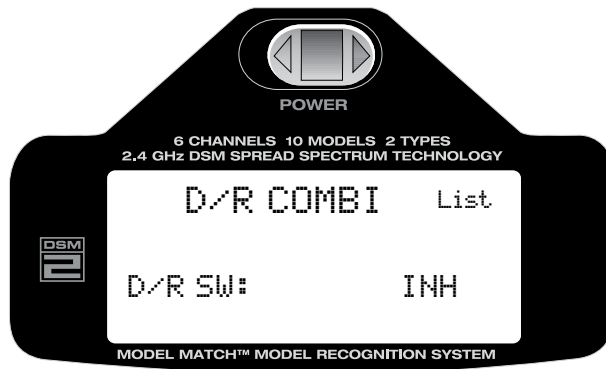 POWER
6 CHANNELS 10 MODELS 2 TYPES
2.4 GHz DSM SPREAD SPECTRUM TECHNOLOGY
D/R COMBI List
DSM
2
D/R SW: INH
MODEL MATCH™ MODEL RECOGNITION SYSTEM